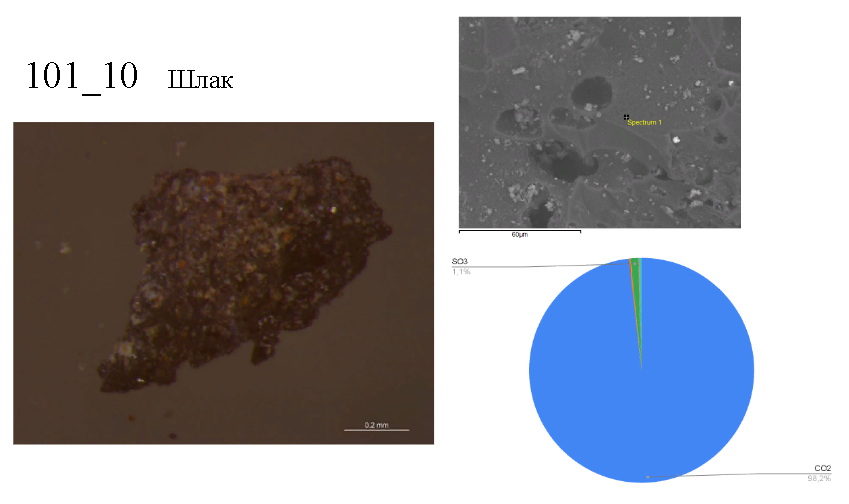 101_10 Шлак
Spectrum 1
60µm
0.2 mm
SO3
1,1%
CO2
98,2%